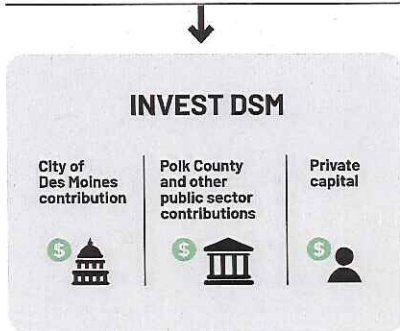 INVEST DSM
City of
Des Moines
contribution
Polk County
and other
public sector
contributions
Private
capital
$
$
$